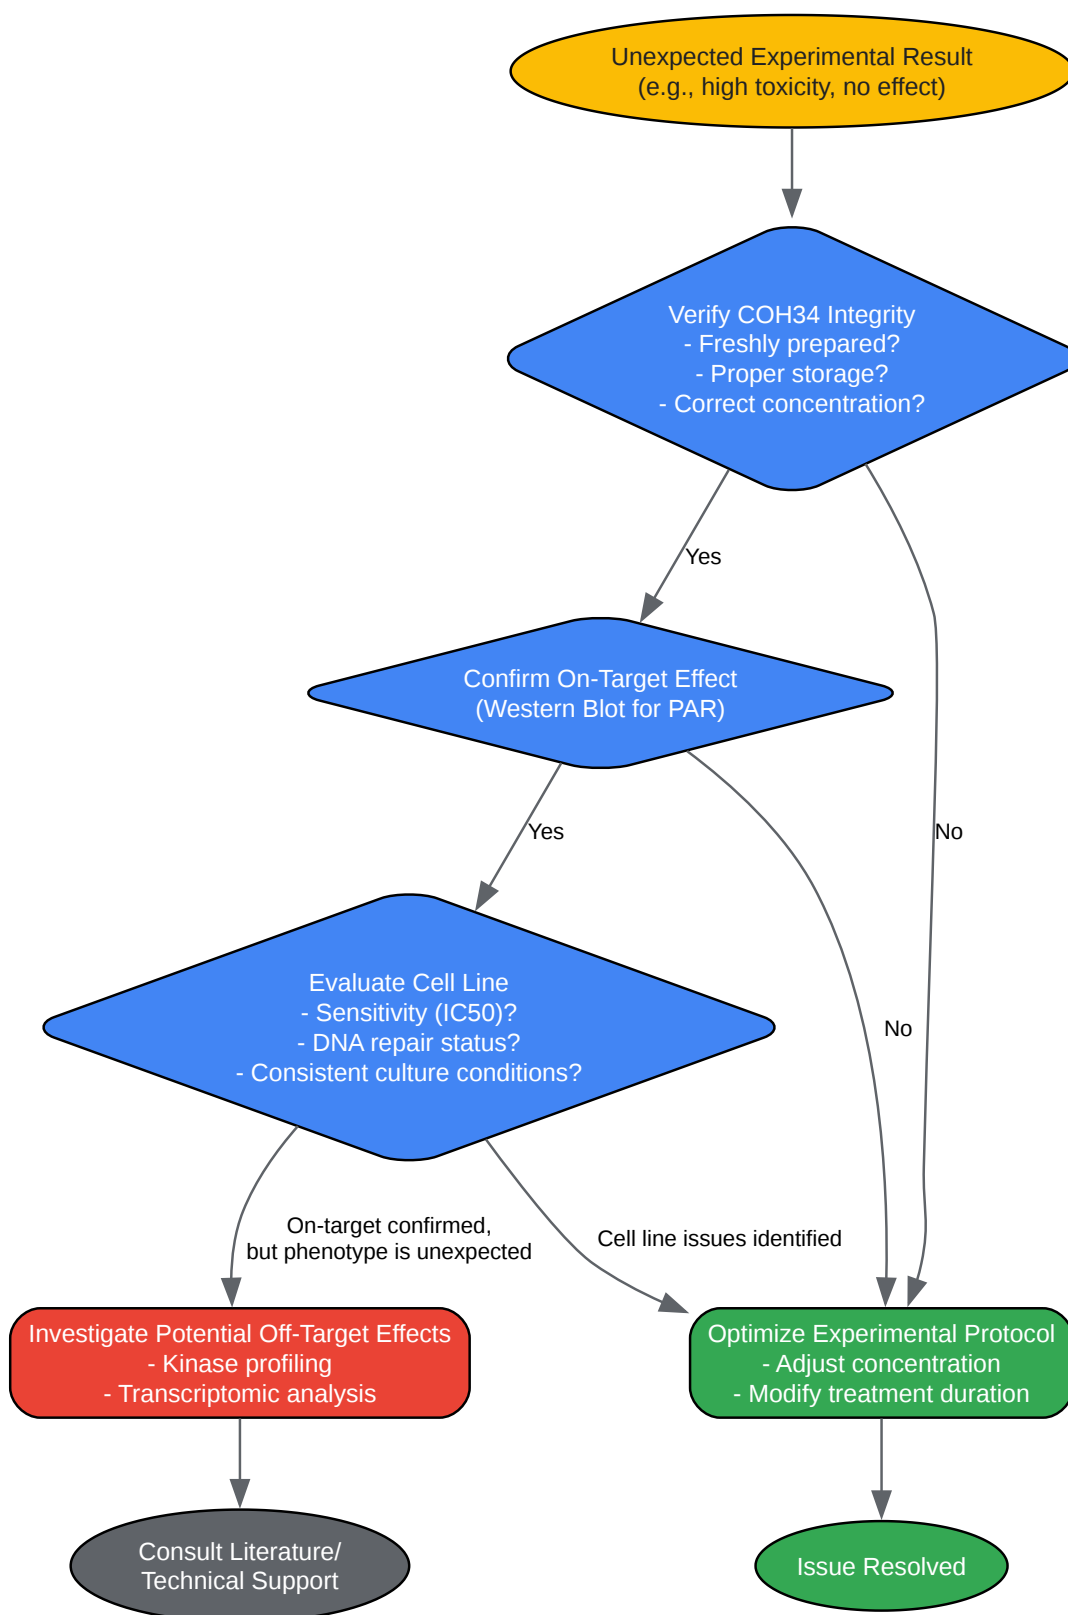 Unexpected Experimental Result
(e.g., high toxicity, no effect)
Verify COH34 Integrity
- Freshly prepared?
- Proper storage?
- Correct concentration?
Yes
Confirm On-Target Effect
(Western Blot for PAR)
Yes
No
Evaluate Cell Line
- Sensitivity (IC50)?
- DNA repair status?
- Consistent culture conditions?
No
On-target confirmed,
but phenotype is unexpected
Cell line issues identified
Investigate Potential Off-Target Effects
- Kinase profiling
- Transcriptomic analysis
Optimize Experimental Protocol
- Adjust concentration
- Modify treatment duration
Consult Literature/
Technical Support
Issue Resolved